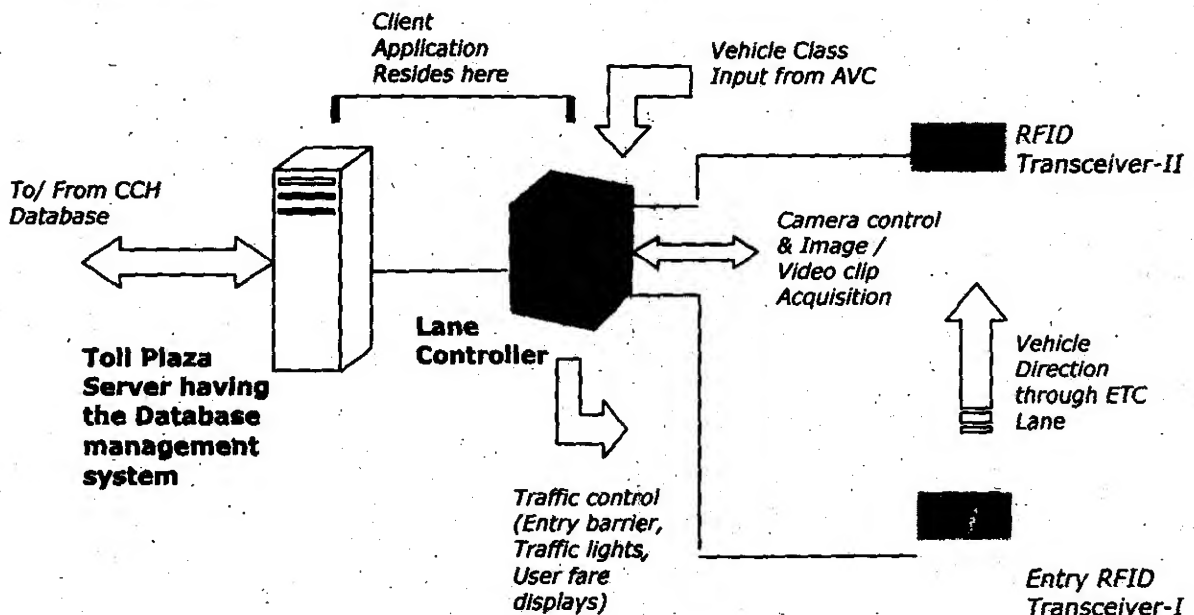 Client
Application
Resides here
Vehicle Class
Input from AVC
RFID
Transceiver-II
To/ From CCH
Database
Camera control
& Image /
Video clip
Acquisition
Lane
Controller
Toll Plaza
Server having
the Database
management
system
Vehicle
Direction
through ETC
Lane
Traffic control
(Entry barrier,
Traffic lights,
User fare
displays)
Entry RFID
Transceiver-I